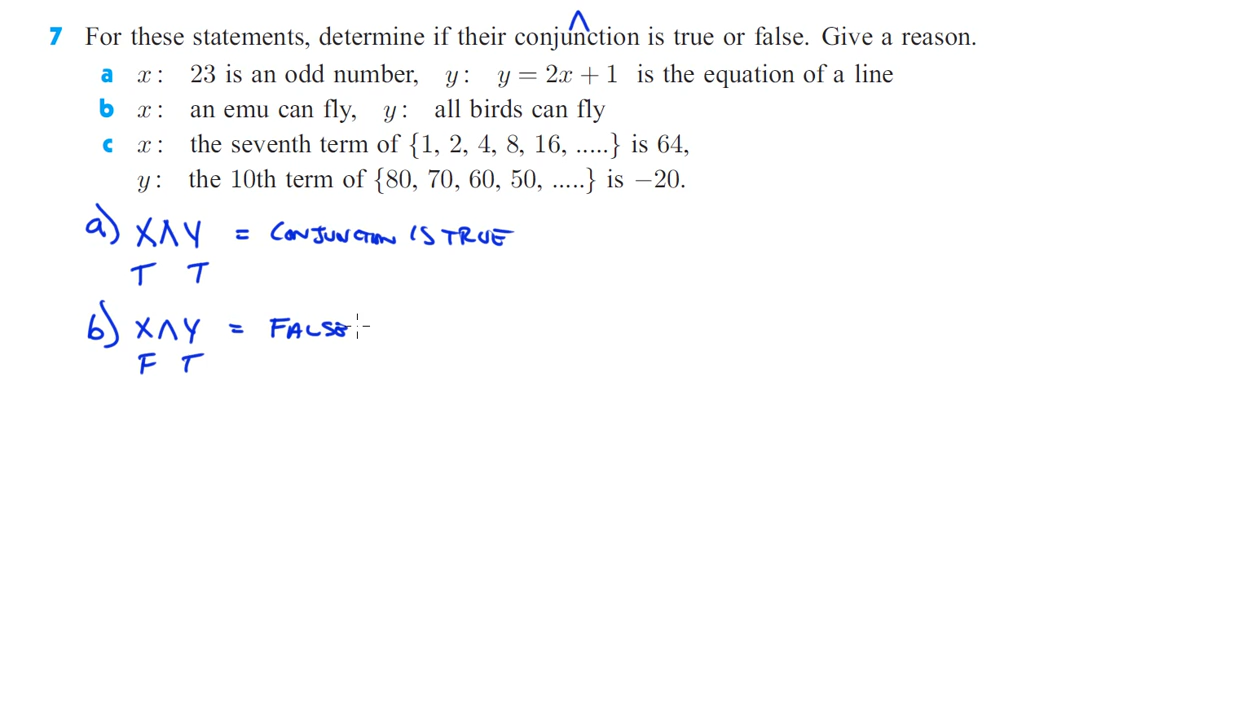 7 For these statements, determine if their conjunction is true or false. Give a reason.
a x: 23 is an odd number, y: y = 2x + 1 is the equation of a line
b x: an emu can fly, y: all birds can fly
c x: the seventh term of {1, 2, 4, 8, 16, .....} is 64,
y: the 10th term of {80, 70, 60, 50, .....} is −20.
a) X∧Y = CONJUNCTION IS TRUE
T T
b) X∧Y = FALSE
F T